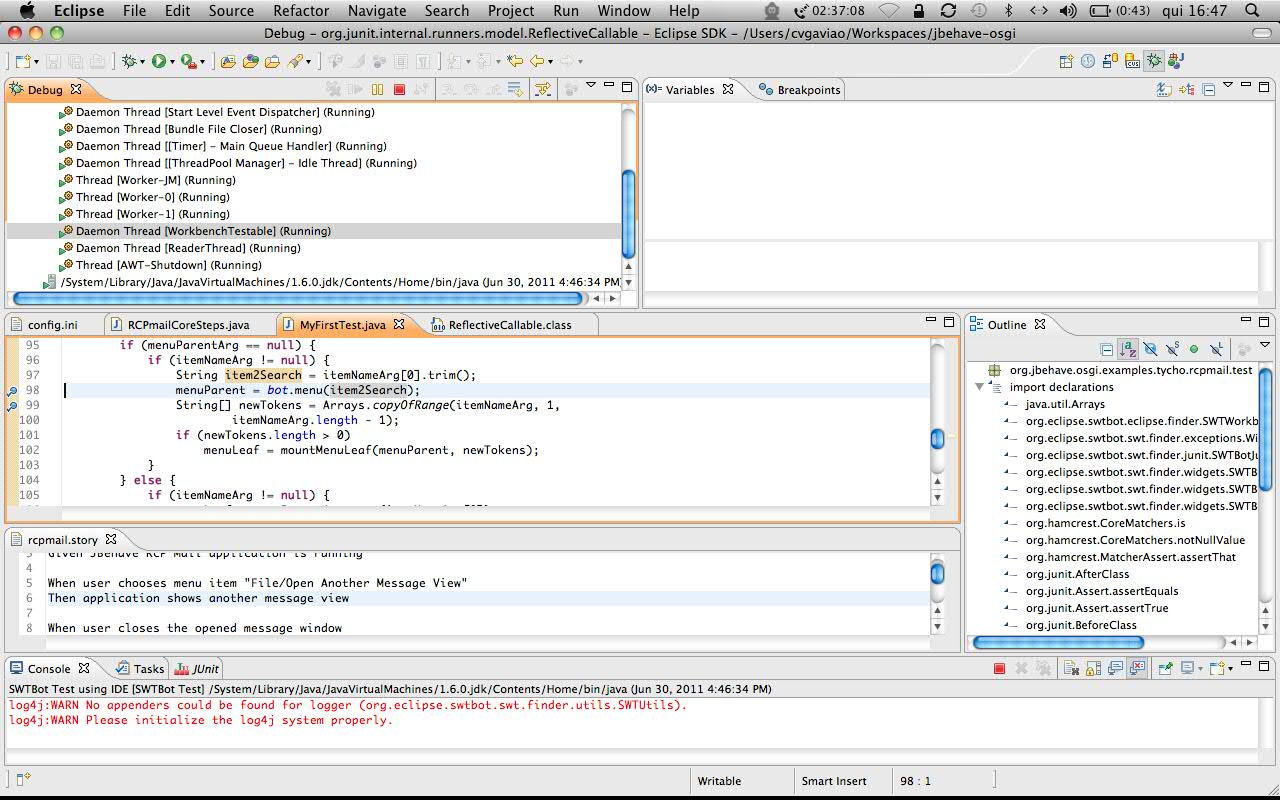 Eclipse File Edit Source Refactor Navigate Search Project Run Window Help 02:37:08 (0:43) qui 16:47
Debug - org.junit.internal.runners.model.ReflectiveCallable - Eclipse SDK - /Users/cvgaviao/Workspaces/jbehave-osgi
Debug
Daemon Thread [Start Level Event Dispatcher] (Running)
Daemon Thread [Bundle File Closer] (Running)
Daemon Thread [[Timer] - Main Queue Handler] (Running)
Daemon Thread [[ThreadPool Manager] - Idle Thread] (Running)
Thread [Worker-JM] (Running)
Thread [Worker-0] (Running)
Thread [Worker-1] (Running)
Daemon Thread [WorkbenchTestable] (Running)
Daemon Thread [ReaderThread] (Running)
Thread [AWT-Shutdown] (Running)
/System/Library/Java/JavaVirtualMachines/1.6.0.jdk/Contents/Home/bin/java (Jun 30, 2011 4:46:34 PM
(x)= Variables Breakpoints
config.ini RCPmailCoreSteps.java MyFirstTest.java ReflectiveCallable.class
95 if (menuParentArg == null) {
96 if (itemNameArg != null) {
97 String item2Search = itemNameArg[0].trim();
98 menuParent = bot.menu(item2Search);
99 String[] newTokens = Arrays.copyOfRange(itemNameArg, 1,
100 itemNameArg.length - 1);
101 if (newTokens.length > 0)
102 menuLeaf = mountMenuLeaf(menuParent, newTokens);
103 }
104 } else {
105 if (itemNameArg != null) {
Outline
org.jbehave.osgi.examples.tycho.rcpmail.test
import declarations
java.util.Arrays
org.eclipse.swtbot.eclipse.finder.SWTWorkb
org.eclipse.swtbot.swt.finder.exceptions.Wi
org.eclipse.swtbot.swt.finder.junit.SWTBotJu
org.eclipse.swtbot.swt.finder.widgets.SWTB
org.eclipse.swtbot.swt.finder.widgets.SWTB
org.eclipse.swtbot.swt.finder.widgets.SWTB
org.hamcrest.CoreMatchers.is
org.hamcrest.CoreMatchers.notNullValue
org.hamcrest.MatcherAssert.assertThat
org.junit.AfterClass
org.junit.Assert.assertEquals
org.junit.Assert.assertTrue
org.junit.BeforeClass
rcpmail.story
3 Given JBehave RCP Mail application is running
4
5 When user chooses menu item "File/Open Another Message View"
6 Then application shows another message view
7
8 When user closes the opened message window
Console Tasks JUnit
SWTBot Test using IDE [SWTBot Test] /System/Library/Java/JavaVirtualMachines/1.6.0.jdk/Contents/Home/bin/java (Jun 30, 2011 4:46:34 PM)
log4j:WARN No appenders could be found for logger (org.eclipse.swtbot.swt.finder.utils.SWTUtils).
log4j:WARN Please initialize the log4j system properly.
Writable Smart Insert 98 : 1